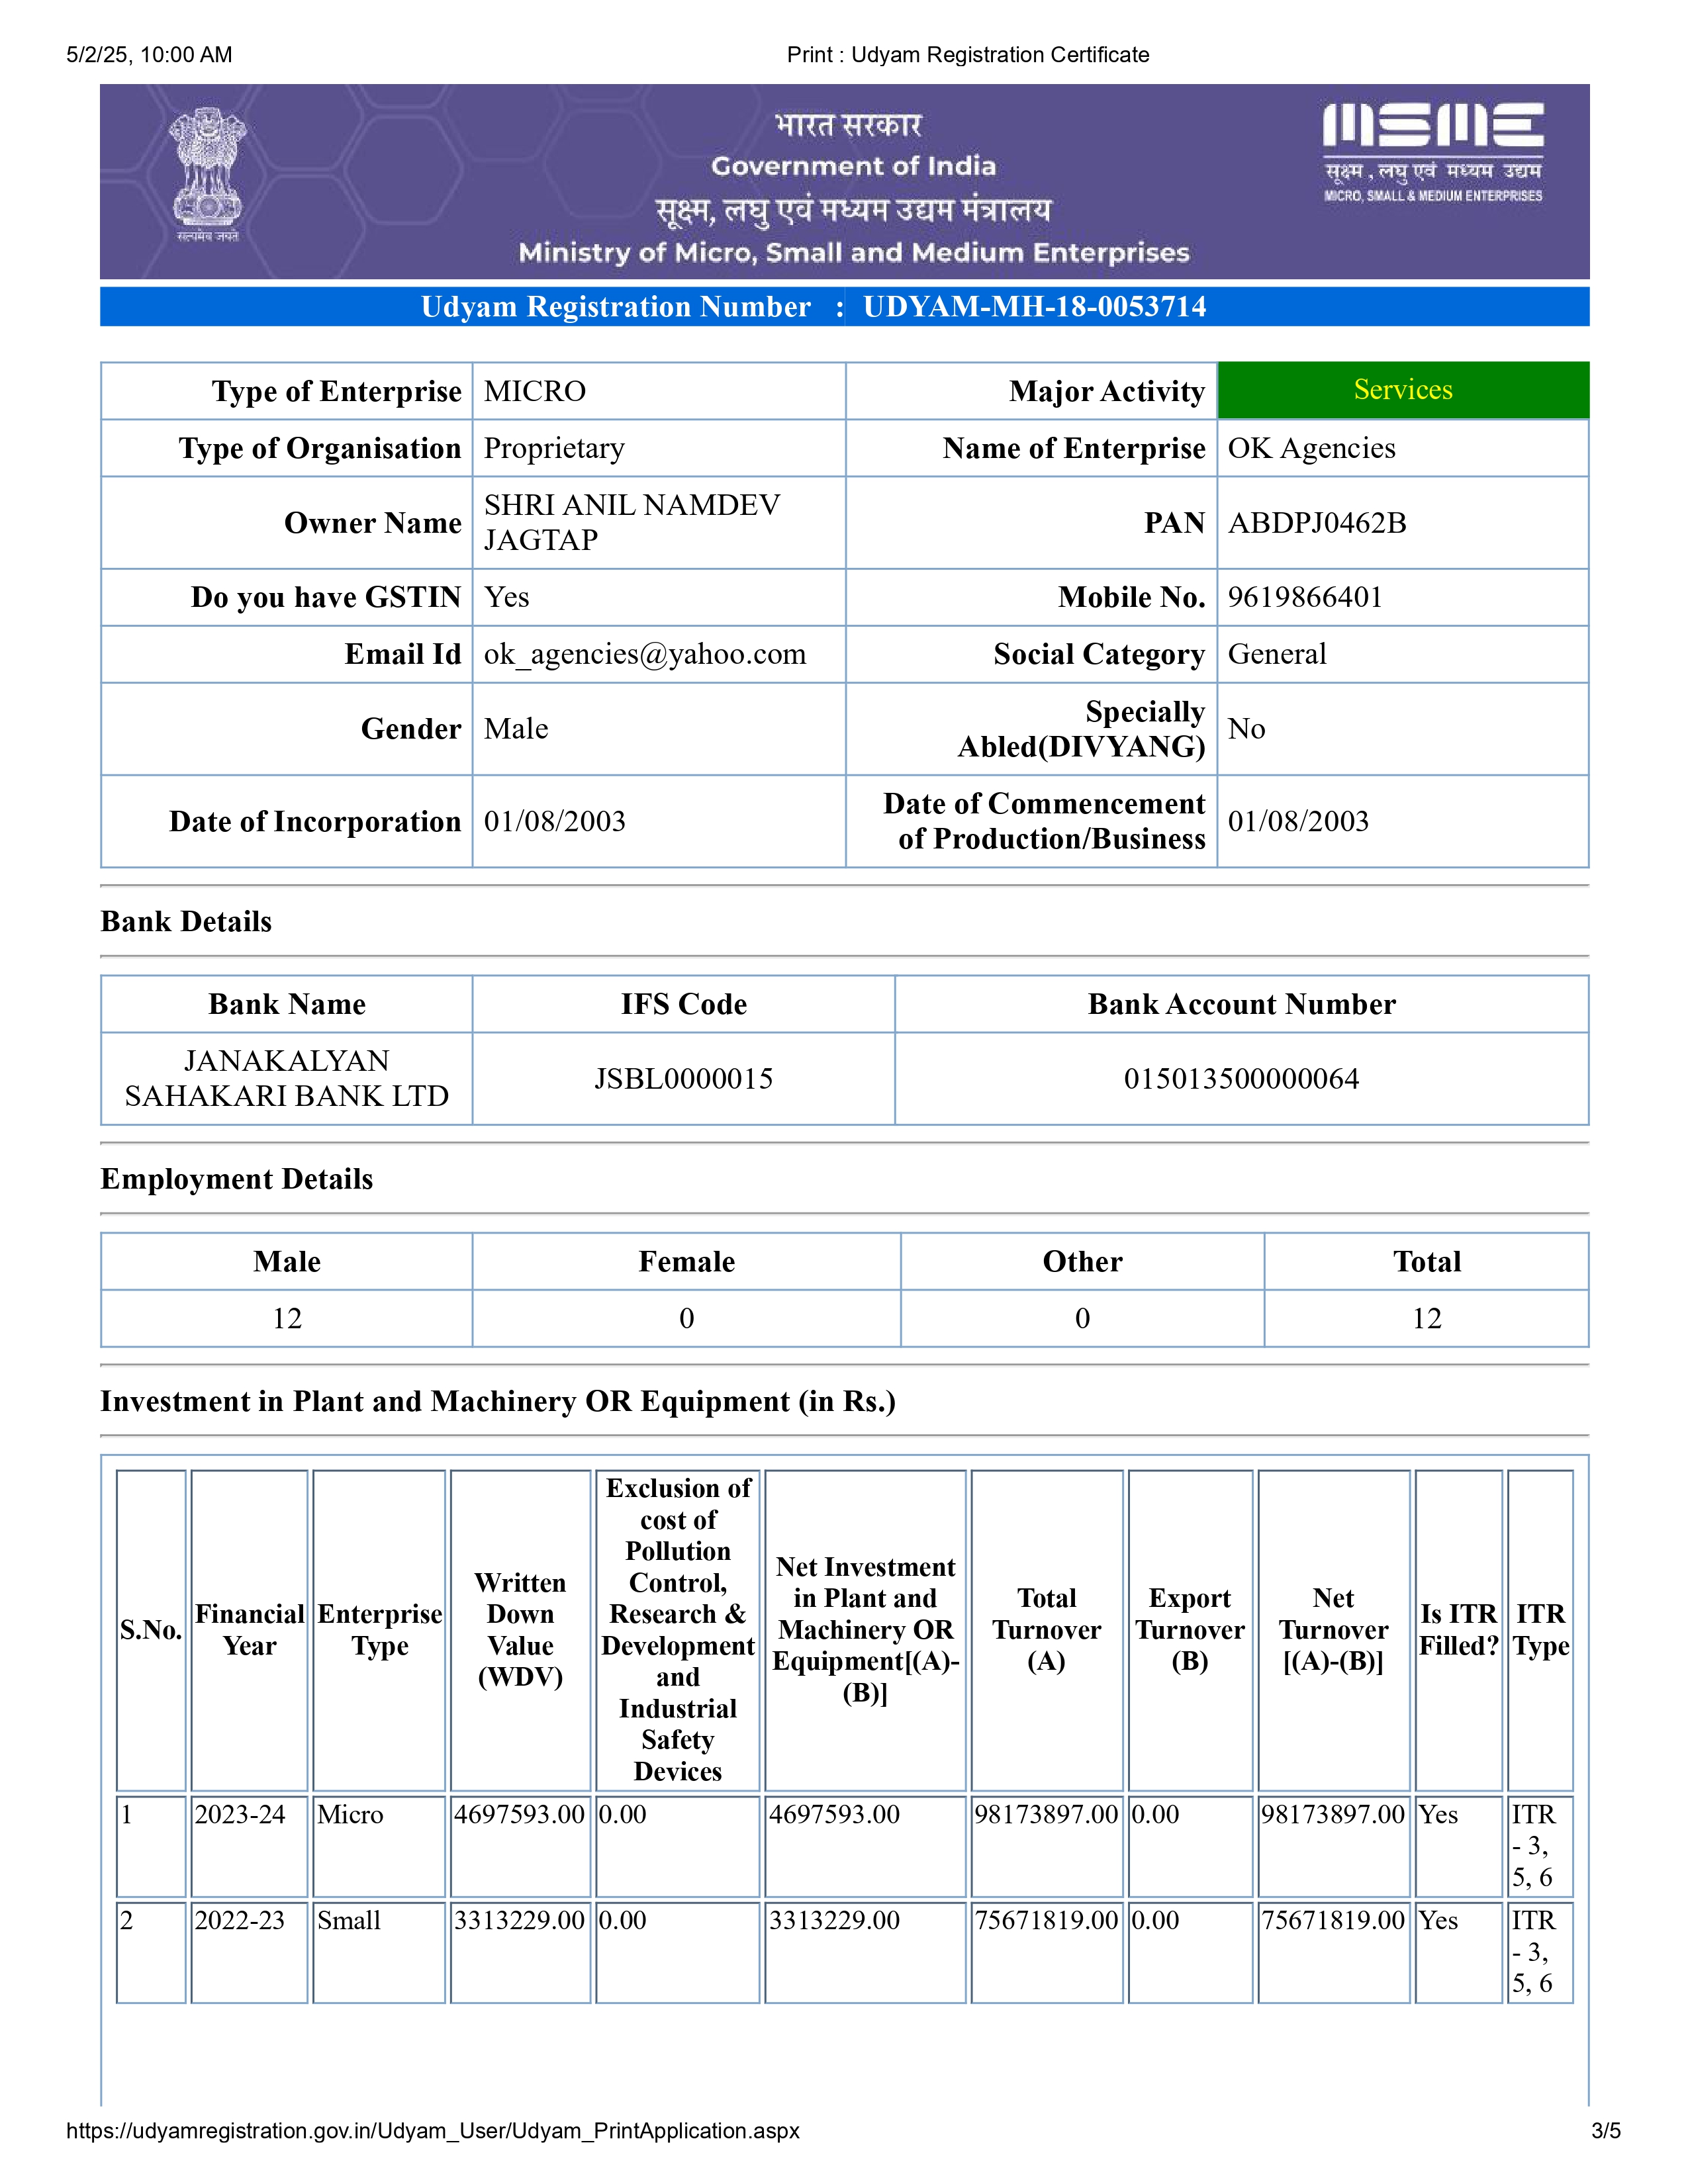 5/2/25, 10:00 AM
Print : Udyam Registration Certificate
सत्यमेव जयते
भारत सरकार
Government of India
सूक्ष्म, लघु एवं मध्यम उद्यम मंत्रालय
Ministry of Micro, Small and Medium Enterprises
MSME
सूक्ष्म , लघु एवं मध्यम उद्यम
MICRO, SMALL & MEDIUM ENTERPRISES
Udyam Registration Number : UDYAM-MH-18-0053714
Type of Enterprise MICRO Major Activity Services
Type of Organisation Proprietary Name of Enterprise OK Agencies
Owner Name SHRI ANIL NAMDEV
JAGTAP
PAN ABDPJ0462B
Do you have GSTIN Yes Mobile No. 9619866401
Email Id ok_agencies@yahoo.com Social Category General
Gender Male
Specially
Abled(DIVYANG)
No
Date of Incorporation 01/08/2003
Date of Commencement
of Production/Business
01/08/2003
Bank Details
Bank Name IFS Code Bank Account Number
JANAKALYAN
SAHAKARI BANK LTD
JSBL0000015 015013500000064
Employment Details
Male Female Other Total
12 0 0 12
Investment in Plant and Machinery OR Equipment (in Rs.)
S.No.
Financial
Year
Enterprise
Type
Written
Down
Value
(WDV)
Exclusion of
cost of
Pollution
Control,
Research &
Development
and
Industrial
Safety
Devices
Net Investment
in Plant and
Machinery OR
Equipment[(A)-
(B)]
Total
Turnover
(A)
Export
Turnover
(B)
Net
Turnover
[(A)-(B)]
Is ITR
Filled?
ITR
Type
1 2023-24 Micro 4697593.00 0.00 4697593.00 98173897.00 0.00 98173897.00 Yes ITR
- 3,
5, 6
2 2022-23 Small 3313229.00 0.00 3313229.00 75671819.00 0.00 75671819.00 Yes ITR
- 3,
5, 6
https://udyamregistration.gov.in/Udyam_User/Udyam_PrintApplication.aspx
3/5